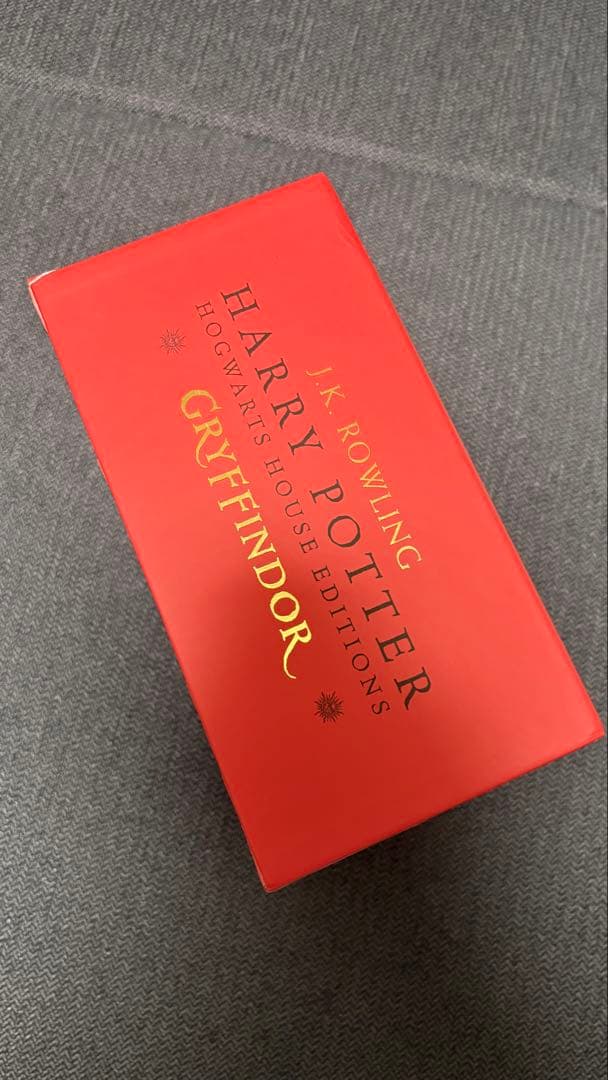 J.K. ROWLING
HARRY POTTER
HOGWARTS HOUSE EDITIONS
GRYFFINDOR